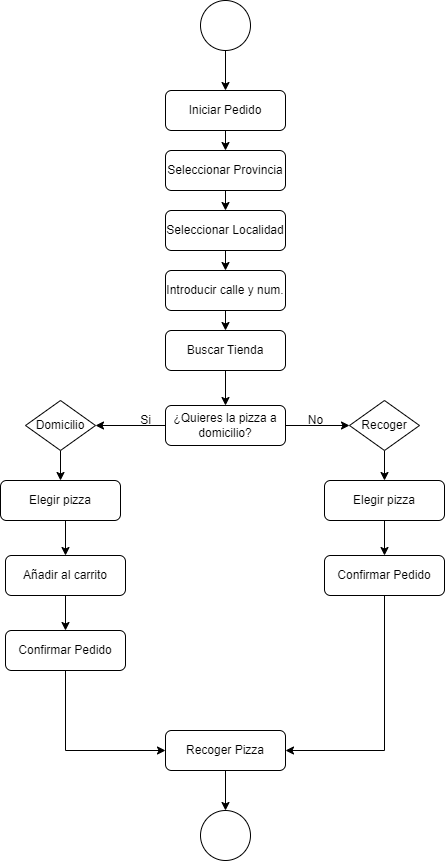 Iniciar Pedido
Seleccionar Provincia
Seleccionar Localidad
Introducir calle y num.
Buscar Tienda
Domicilio
Si
¿Quieres la pizza a
domicilio?
No
Recoger
Elegir pizza
Elegir pizza
Añadir al carrito
Confirmar Pedido
Confirmar Pedido
Recoger Pizza